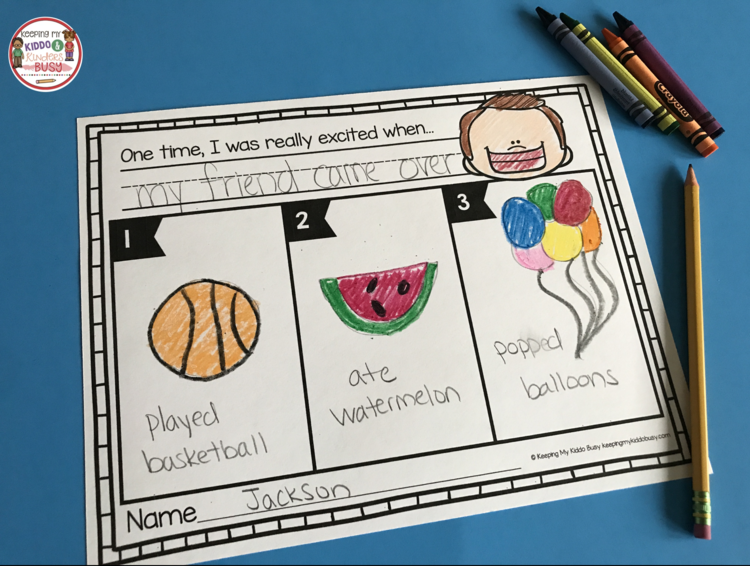 KEEPING MY
KIDDO &
Kinders
BUSY
Crayola
One time, I was really excited when...
my friend came over
1
2
3
played
basketball
ate
watermelon
popped
balloons
© Keeping My Kiddo Busy keepingmykiddobusy.com
Name Jackson